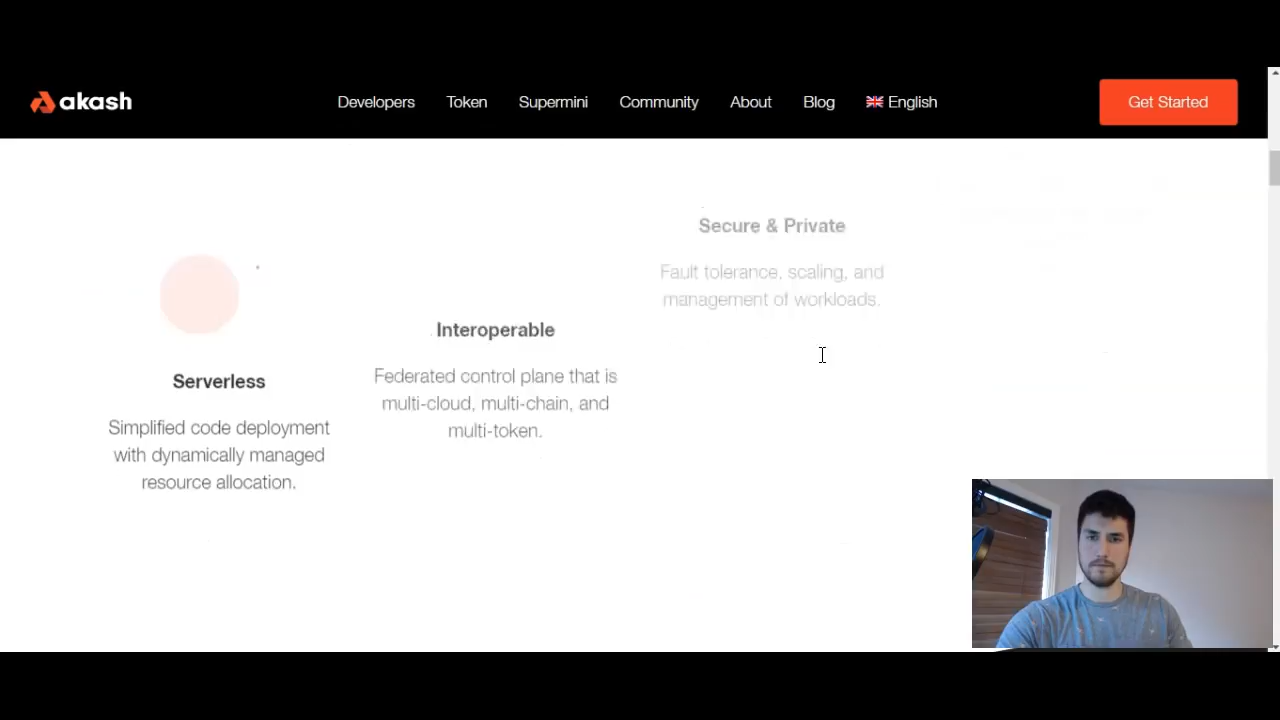 akash
Developers
Token
Supermini
Community
About
Blog
English
Get Started
Serverless
Simplified code deployment
with dynamically managed
resource allocation.
Interoperable
Federated control plane that is
multi-cloud, multi-chain, and
multi-token.
Secure & Private
Fault tolerance, scaling, and
management of workloads.